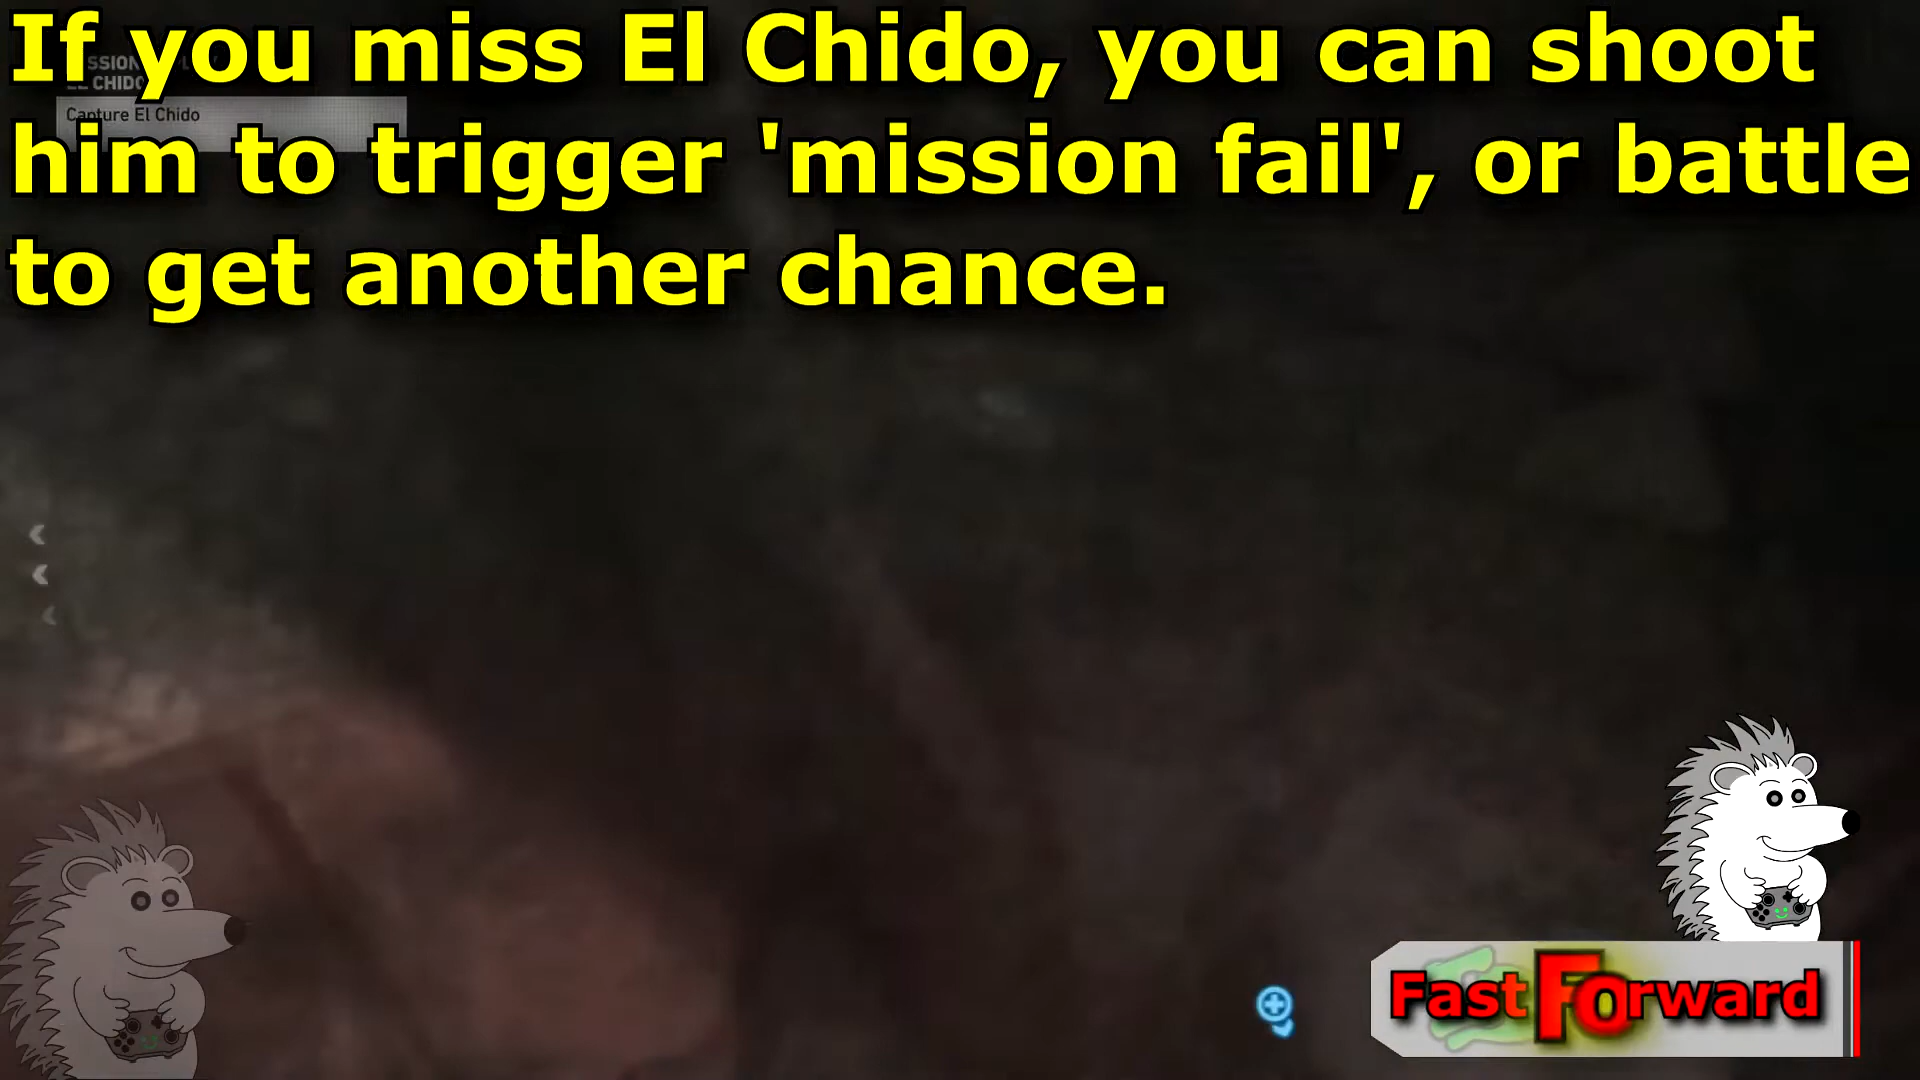 If you miss El Chido, you can shoot
him to trigger 'mission fail', or battle
to get another chance.
CHIDO
Capture El Chido
Fast Forward